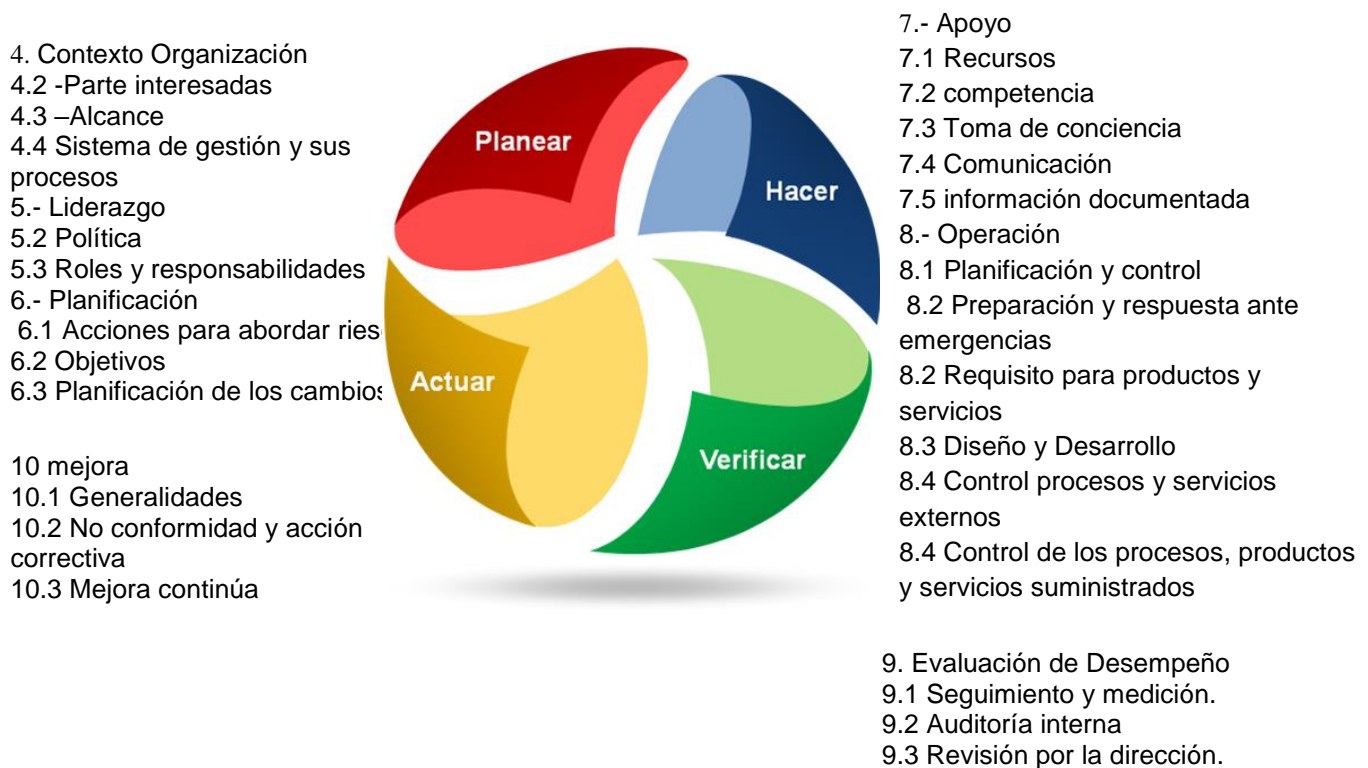 4. Contexto Organización
4.2 -Parte interesadas
4.3 –Alcance
4.4 Sistema de gestión y sus
procesos
5.- Liderazgo
5.2 Política
5.3 Roles y responsabilidades
6.- Planificación
6.1 Acciones para abordar
6.2 Objetivos
6.3 Planificación de los cambios
10 mejora
10.1 Generalidades
10.2 No conformidad y acción
correctiva
10.3 Mejora continúa
Planear
Hacer
Actuar
Verificar
7.- Apoyo
7.1 Recursos
7.2 competencia
7.3 Toma de conciencia
7.4 Comunicación
7.5 información documentada
8.- Operación
8.1 Planificación y control
8.2 Preparación y respuesta ante
emergencias
8.2 Requisito para productos y
servicios
8.3 Diseño y Desarrollo
8.4 Control procesos y servicios
externos
8.4 Control de los procesos, productos
y servicios suministrados
9. Evaluación de Desempeño
9.1 Seguimiento y medición.
9.2 Auditoría interna
9.3 Revisión por la dirección.